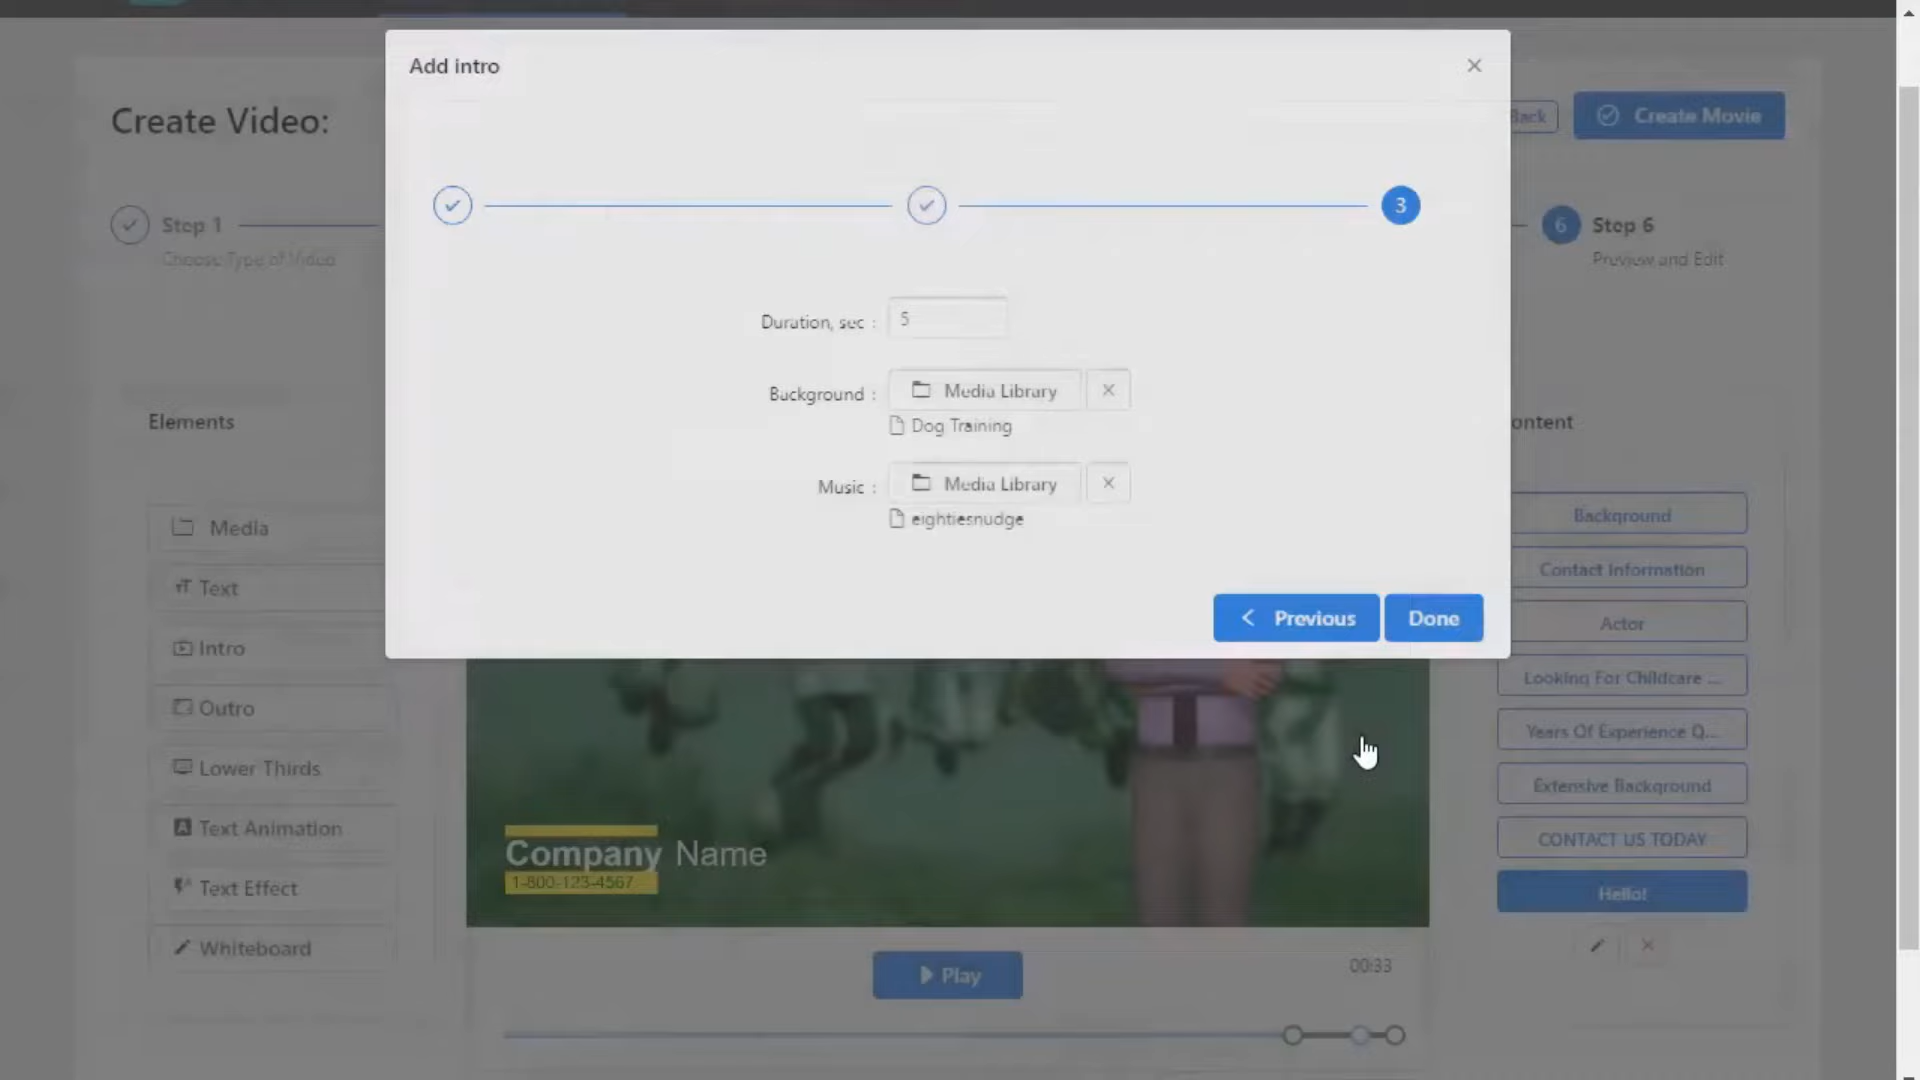 Add intro
Create Video:
Back
Create Movie
Step 1
Choose Type of Video
3
6
Step 6
Preview and Edit
Duration, sec :
5
Background :
Media Library
Dog Training
Music :
Media Library
eightiesnudge
Previous
Done
Elements
Media
Text
Intro
Outro
Lower Thirds
Text Animation
Text Effect
Whiteboard
ontent
Background
Contact Information
Actor
Looking For Childcare ...
Years Of Experience Q...
Extensive Background
CONTACT US TODAY
Hello!
Company Name
1-800-123-4567
Play
00:33